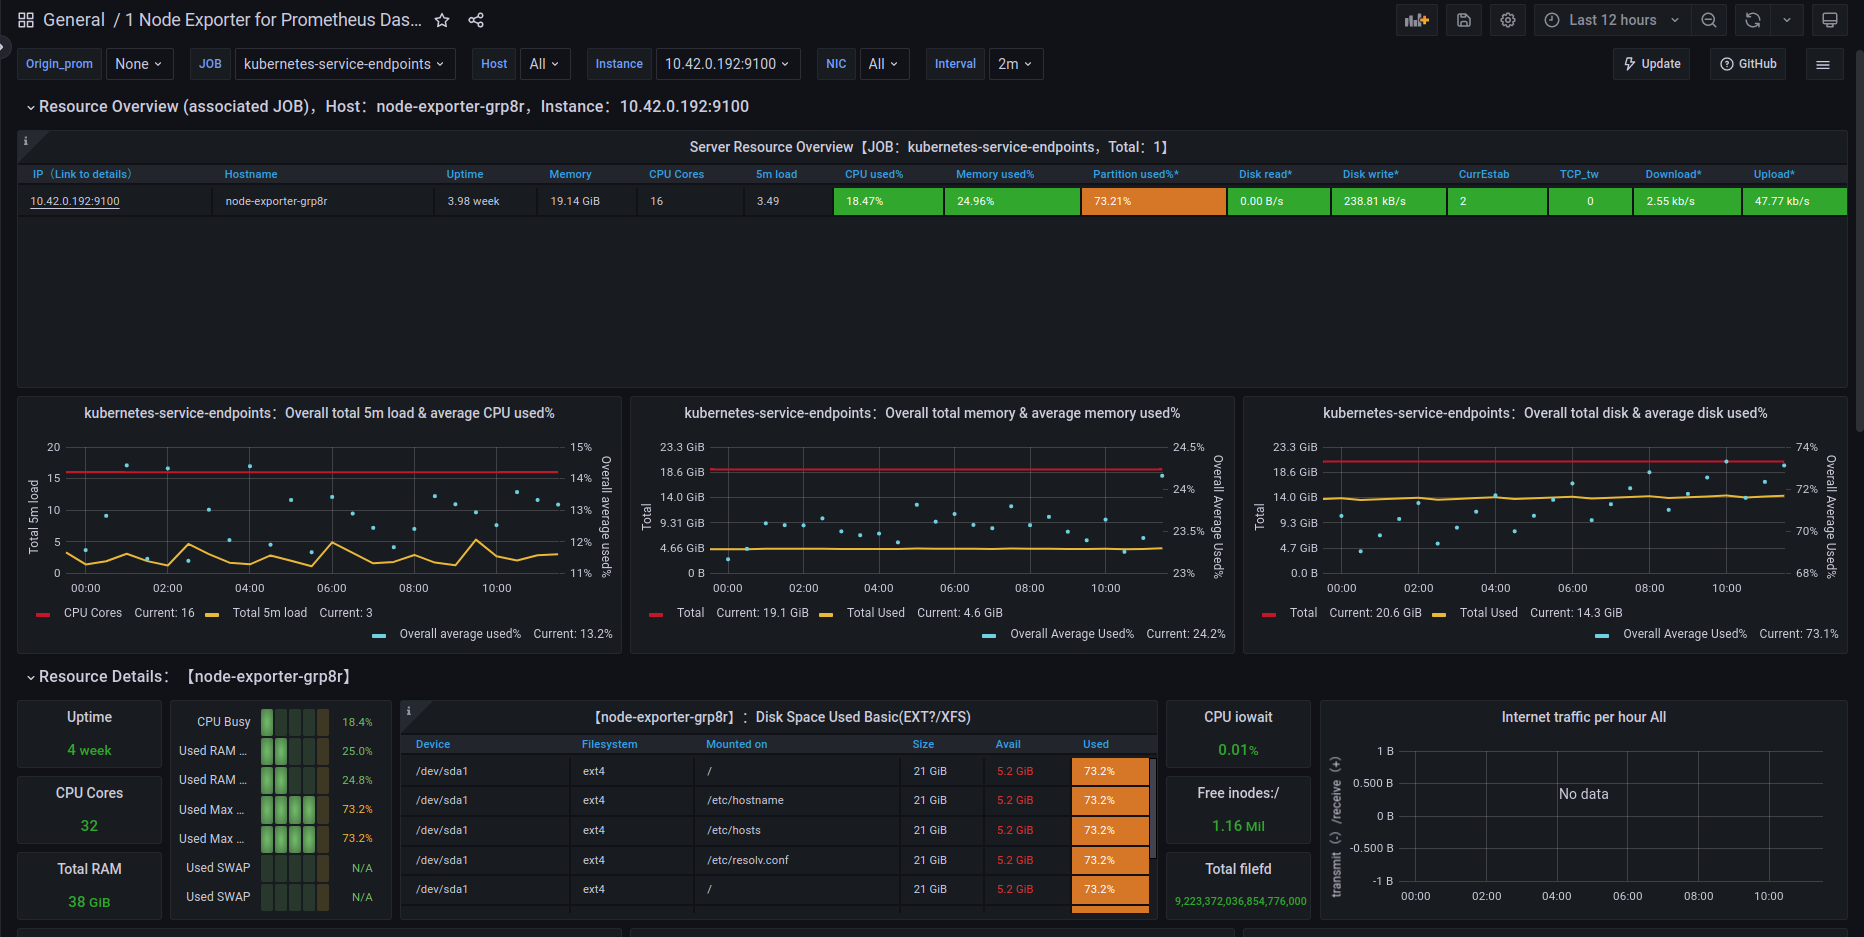 General / 1 Node Exporter for Prometheus Das...
Last 12 hours
Origin_prom None JOB kubernetes-service-endpoints Host All Instance 10.42.0.192:9100 NIC All Interval 2m Update GitHub
Resource Overview (associated JOB)，Host：node-exporter-grp8r，Instance：10.42.0.192:9100
Server Resource Overview【JOB：kubernetes-service-endpoints，Total：1】
IP（Link to details） Hostname Uptime Memory CPU Cores 5m load CPU used% Memory used% Partition used%* Disk read* Disk write* CurrEstab TCP_tw Download* Upload*
10.42.0.192:9100 node-exporter-grp8r 3.98 week 19.14 GiB 16 3.49 18.47% 24.96% 73.21% 0.00 B/s 238.81 kB/s 2 0 2.55 kb/s 47.77 kb/s
kubernetes-service-endpoints：Overall total 5m load & average CPU used%
20
15
10
5
0
Total 5m load
15%
14%
13%
12%
11%
Overall average used%
00:00 02:00 04:00 06:00 08:00 10:00
CPU Cores Current: 16 Total 5m load Current: 3
Overall average used% Current: 13.2%
kubernetes-service-endpoints：Overall total memory & average memory used%
23.3 GiB
18.6 GiB
14.0 GiB
9.31 GiB
4.66 GiB
0 B
Total
24.5%
24%
23.5%
23%
Overall Average Used%
00:00 02:00 04:00 06:00 08:00 10:00
Total Current: 19.1 GiB Total Used Current: 4.6 GiB
Overall Average Used% Current: 24.2%
kubernetes-service-endpoints：Overall total disk & average disk used%
23.3 GiB
18.6 GiB
14.0 GiB
9.3 GiB
4.7 GiB
0.0 B
Total
74%
72%
70%
68%
Overall Average Used%
00:00 02:00 04:00 06:00 08:00 10:00
Total Current: 20.6 GiB Total Used Current: 14.3 GiB
Overall Average Used% Current: 73.1%
Resource Details：【node-exporter-grp8r】
Uptime
4 week
CPU Cores
32
Total RAM
38 GiB
CPU Busy 18.4%
Used RAM ... 25.0%
Used RAM ... 24.8%
Used Max ... 73.2%
Used Max ... 73.2%
Used SWAP N/A
Used SWAP N/A
【node-exporter-grp8r】：Disk Space Used Basic(EXT?/XFS)
Device Filesystem Mounted on Size Avail Used
/dev/sda1 ext4 / 21 GiB 5.2 GiB 73.2%
/dev/sda1 ext4 /etc/hostname 21 GiB 5.2 GiB 73.2%
/dev/sda1 ext4 /etc/hosts 21 GiB 5.2 GiB 73.2%
/dev/sda1 ext4 /etc/resolv.conf 21 GiB 5.2 GiB 73.2%
/dev/sda1 ext4 / 21 GiB 5.2 GiB 73.2%
CPU iowait
0.01%
Free inodes:/
1.16 Mil
Total filefd
9,223,372,036,854,776,000
Internet traffic per hour All
transmit（-）/receive（+）
1 B
0.500 B
0 B
-0.500 B
-1 B
No data
00:00 02:00 04:00 06:00 08:00 10:00